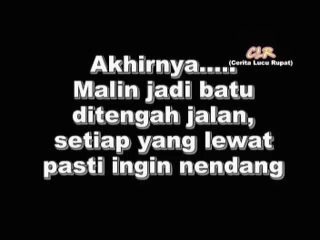 CLR
(Cerita Lucu Rupat)
Akhirnya.....
Malin jadi batu
ditengah jalan,
setiap yang lewat
pasti ingin nendang